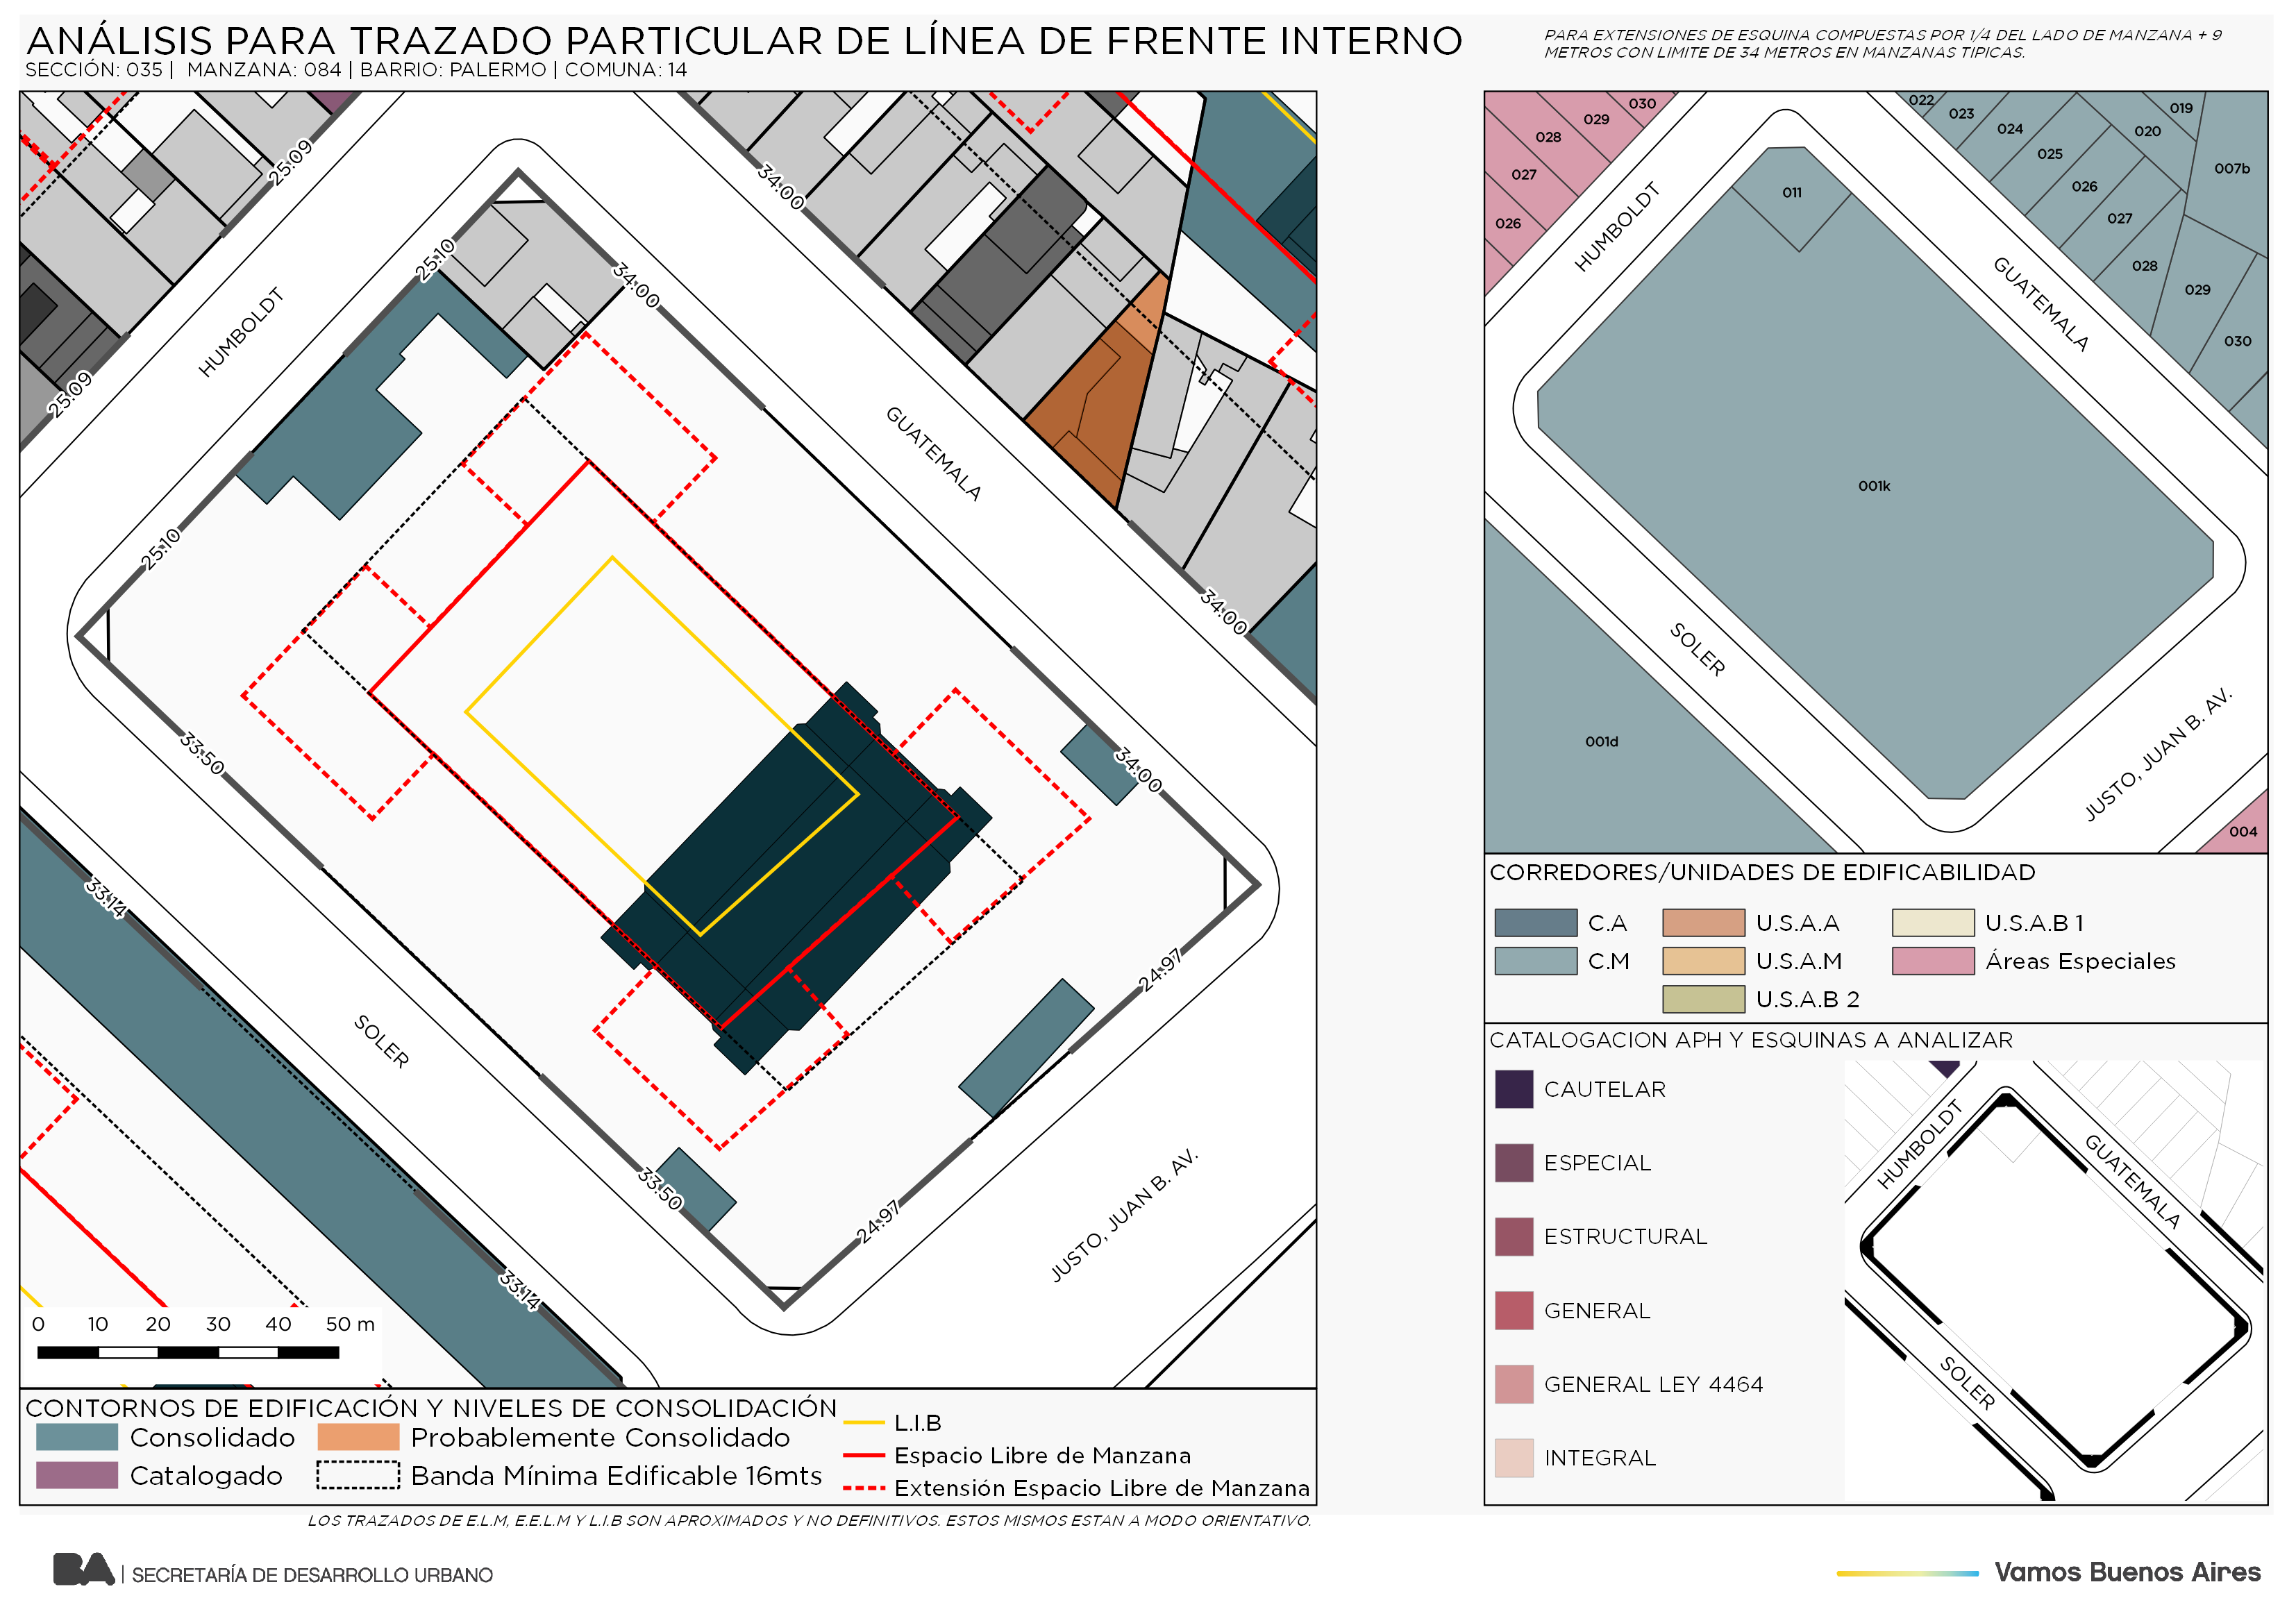 ANÁLISIS PARA TRAZADO PARTICULAR DE LÍNEA DE FRENTE INTERNO
SECCIÓN: 035 | MANZANA: 084 | BARRIO: PALERMO | COMUNA: 14
PARA EXTENSIONES DE ESQUINA COMPUESTAS POR 1/4 DEL LADO DE MANZANA + 9
METROS CON LIMITE DE 34 METROS EN MANZANAS TIPICAS.
25.09
34.00
25.10
34.00
HUMBOLDT
25.09
GUATEMALA
25.10
34.00
33.50
34.00
33.14
24.97
SOLER
33.50
24.97
JUSTO, JUAN B. AV.
33.14
0 10 20 30 40 50 m
CONTORNOS DE EDIFICACIÓN Y NIVELES DE CONSOLIDACIÓN
Consolidado
Probablemente Consolidado
Catalogado
Banda Mínima Edificable 16mts
L.I.B
Espacio Libre de Manzana
Extensión Espacio Libre de Manzana
LOS TRAZADOS DE E.L.M, E.E.L.M Y L.I.B SON APROXIMADOS Y NO DEFINITIVOS. ESTOS MISMOS ESTAN A MODO ORIENTATIVO.
030
029
028
027
026
022
023
024
025
026
027
028
029
030
019
020
007b
011
HUMBOLDT
GUATEMALA
001k
SOLER
001d
JUSTO, JUAN B. AV.
004
CORREDORES/UNIDADES DE EDIFICABILIDAD
C.A
U.S.A.A
U.S.A.B 1
C.M
U.S.A.M
Áreas Especiales
U.S.A.B 2
CATALOGACION APH Y ESQUINAS A ANALIZAR
CAUTELAR
ESPECIAL
ESTRUCTURAL
GENERAL
GENERAL LEY 4464
INTEGRAL
HUMBOLDT
GUATEMALA
SOLER
BA | SECRETARÍA DE DESARROLLO URBANO
Vamos Buenos Aires